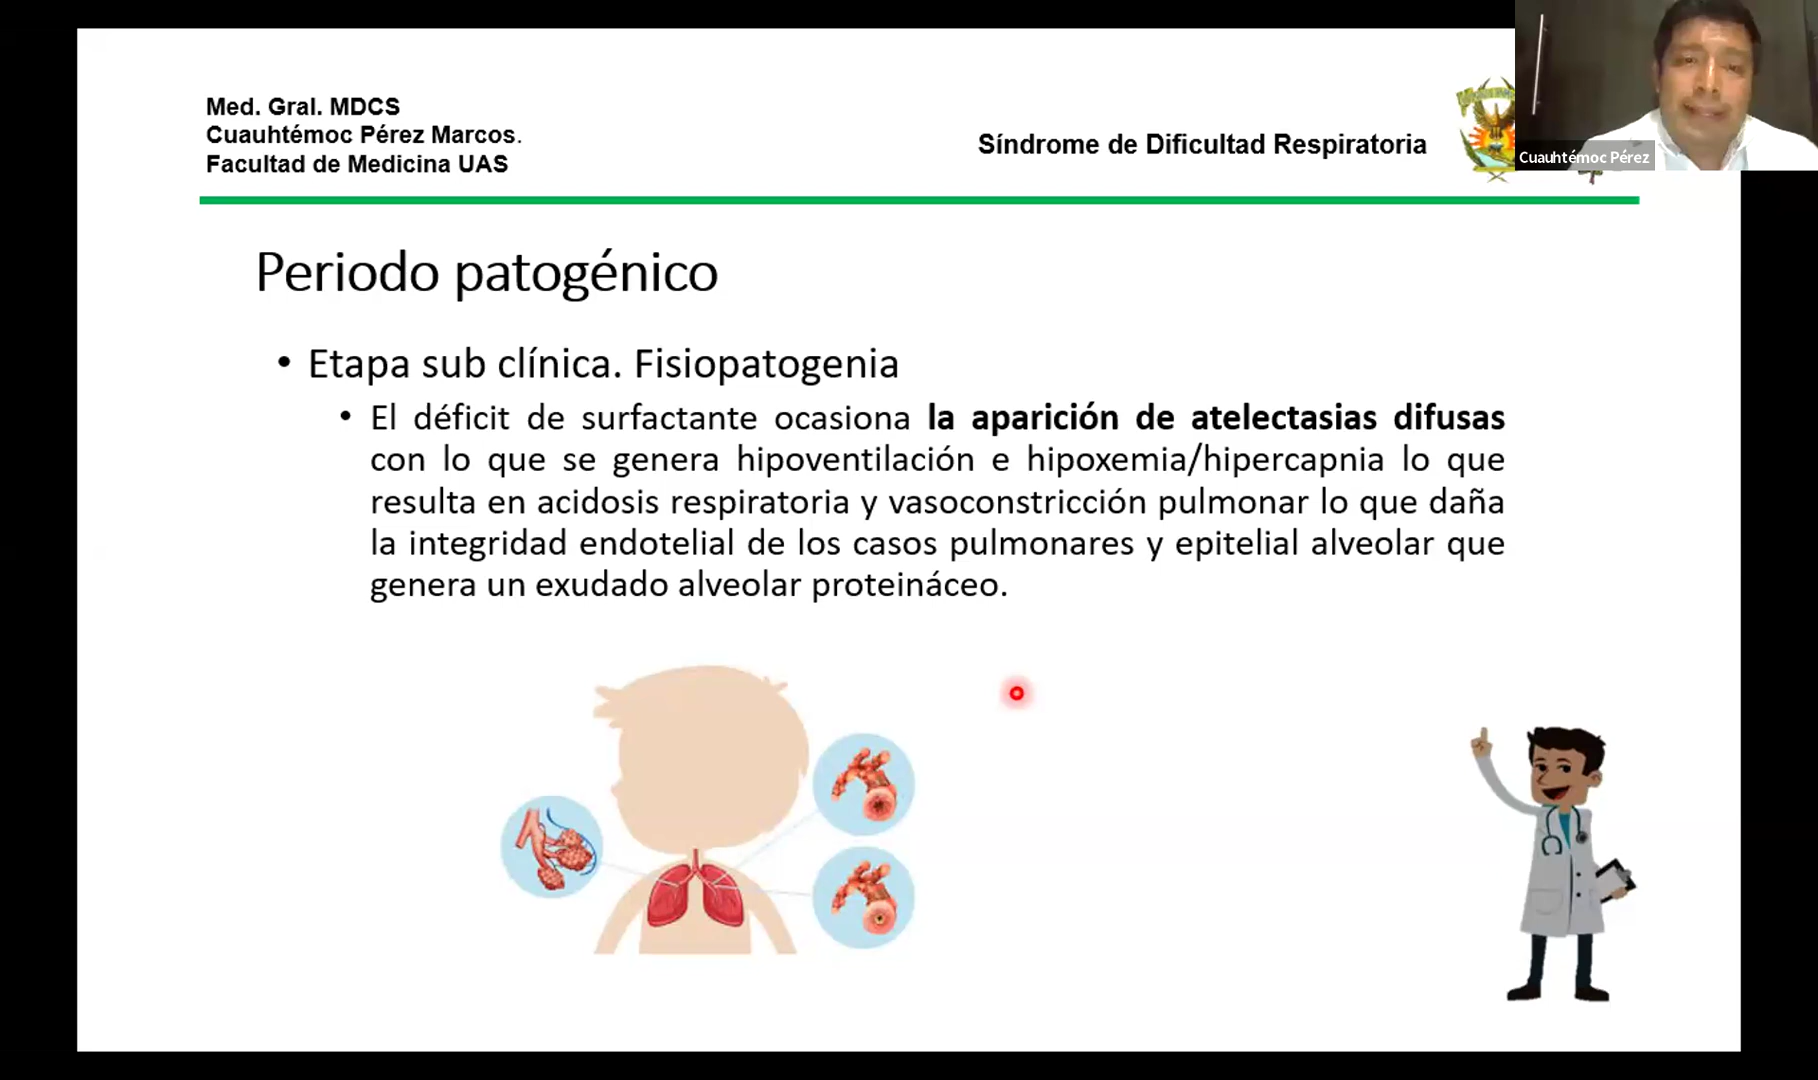 Med. Gral. MDCS
Cuauhtémoc Pérez Marcos.
Facultad de Medicina UAS
Síndrome de Dificultad Respiratoria
Cuauhtémoc Pérez
Periodo patogénico
• Etapa sub clínica. Fisiopatogenia
• El déficit de surfactante ocasiona la aparición de atelectasias difusas
con lo que se genera hipoventilación e hipoxemia/hipercapnia lo que
resulta en acidosis respiratoria y vasoconstricción pulmonar lo que daña
la integridad endotelial de los casos pulmonares y epitelial alveolar que
genera un exudado alveolar proteináceo.